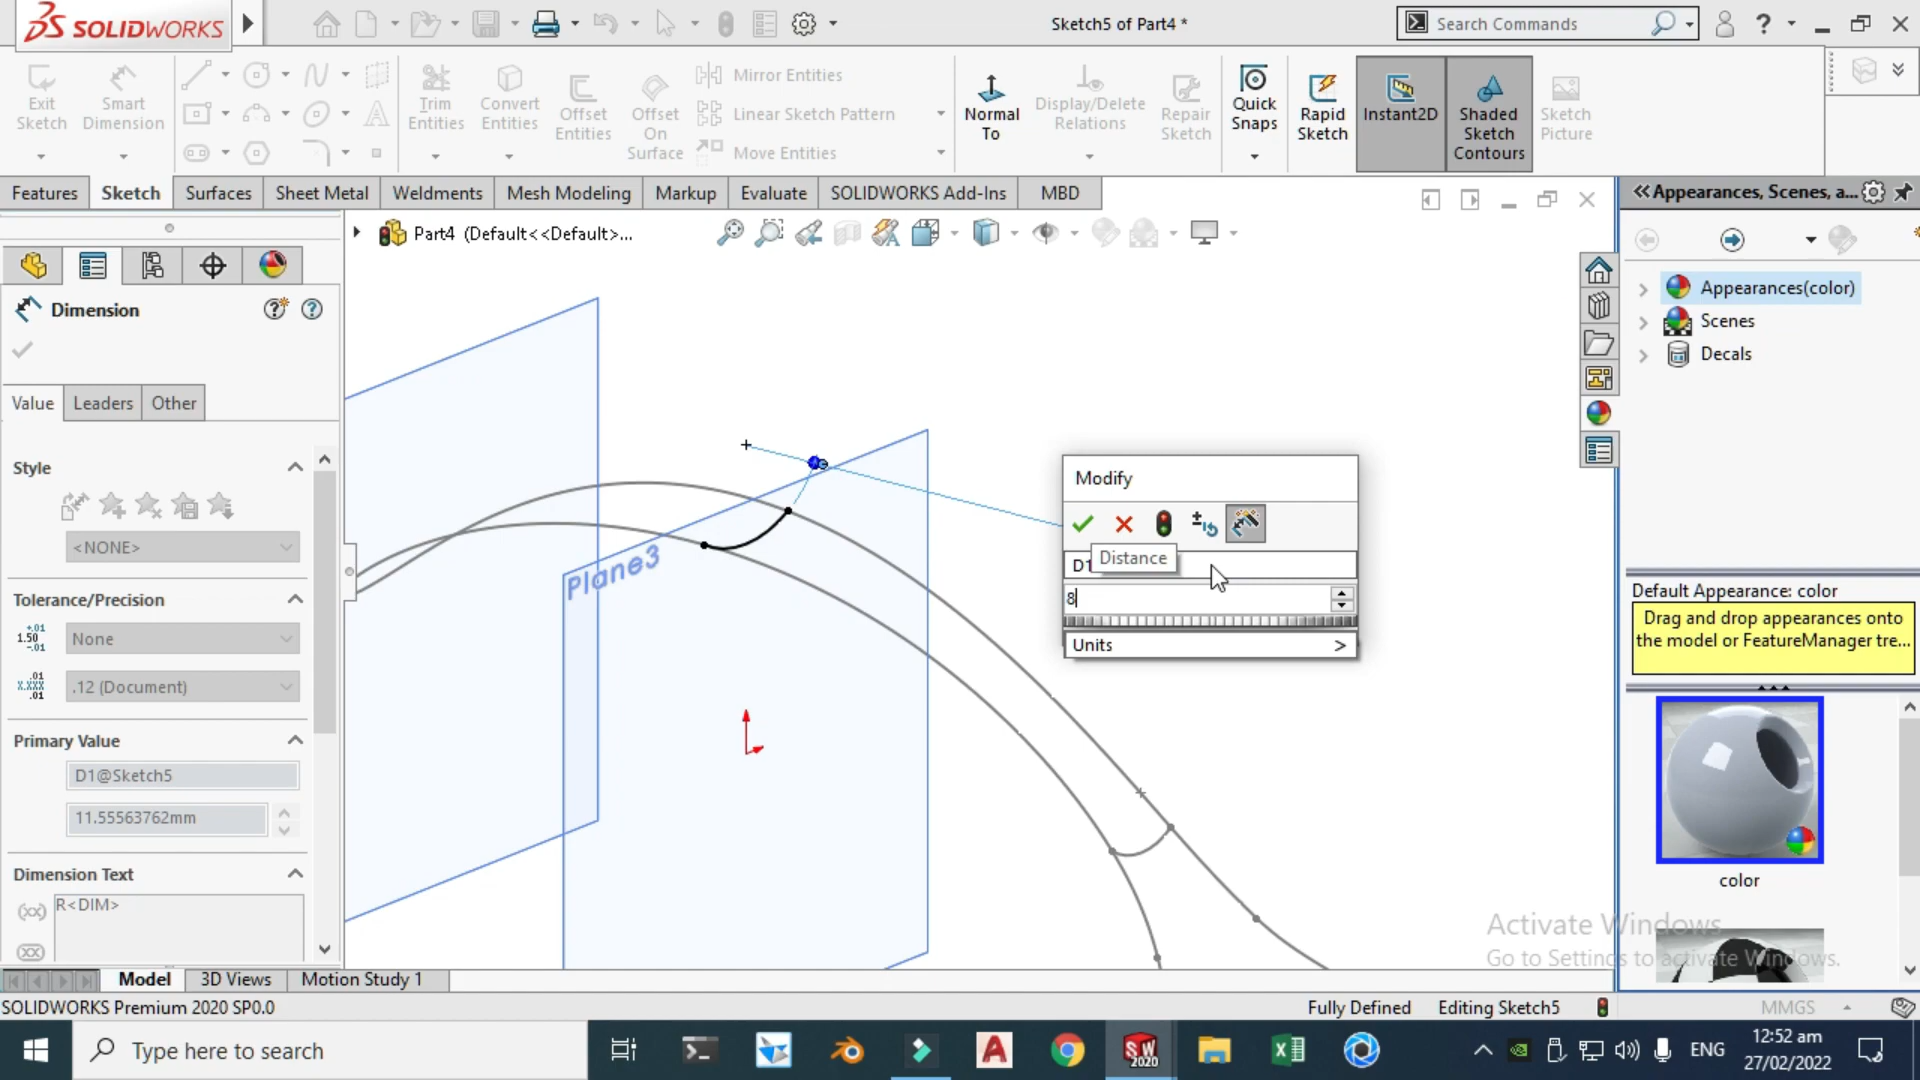 SOLIDWORKS
Sketch5 of Part4 *
Search Commands
Exit Sketch
Smart Dimension
Trim Entities
Convert Entities
Offset Entities
Offset On Surface
Mirror Entities
Linear Sketch Pattern
Move Entities
Normal To
Display/Delete Relations
Repair Sketch
Quick Snaps
Rapid Sketch
Instant2D
Shaded Sketch Contours
Sketch Picture
Features
Sketch
Surfaces
Sheet Metal
Weldments
Mesh Modeling
Markup
Evaluate
SOLIDWORKS Add-Ins
MBD
Appearances, Scenes, a...
Part4 (Default<<Default>...
Dimension
Value
Leaders
Other
Style
<NONE>
Tolerance/Precision
None
.12 (Document)
Primary Value
D1@Sketch5
11.55563762mm
Dimension Text
R<DIM>
Plane3
Modify
Distance
D1
8
Units
Appearances(color)
Scenes
Decals
Default Appearance: color
Drag and drop appearances onto
the model or FeatureManager tre...
color
Activate Windows
Go to Settings to activate Windows.
Model
3D Views
Motion Study 1
SOLIDWORKS Premium 2020 SP0.0
Fully Defined
Editing Sketch5
MMGS
Type here to search
SW
2020
ENG
12:52 am
27/02/2022